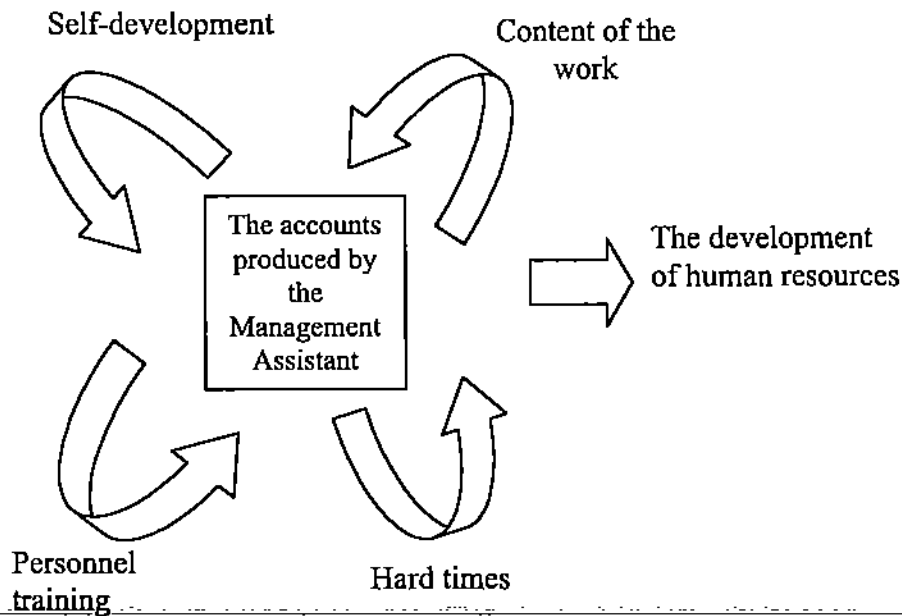 Self-development
Content of the
work
The accounts
produced by
the
Management
Assistant
The development
of human resources
Personnel
training
Hard times